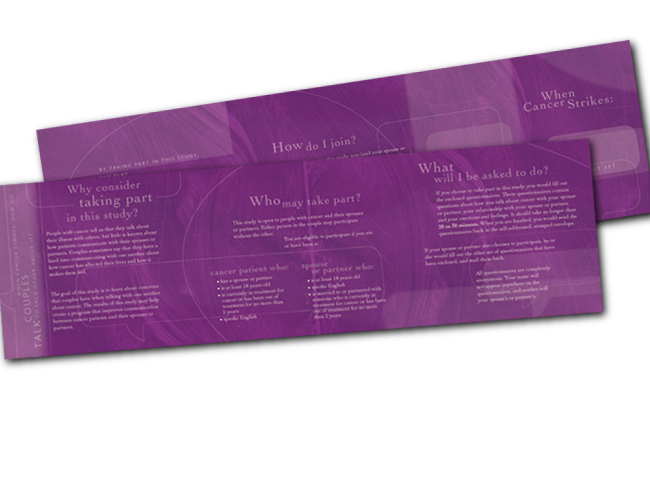 BY TAKING PART IN THIS STUDY,
How do I join?
When
Cancer Strikes:
COUPLES
TALK
Why consider
taking part
in this study?
People with cancer tell us that they talk about
their illness with others, but little is known about
how patients communicate with their spouses or
partners. Couples sometimes say they have a
hard time communicating with one another about
how cancer has affected their lives and how it
makes them feel.
The goal of this study is to learn about concerns
that couples have when talking with one another
about cancer. The results of this study may help
create a program that improves communication
between cancer patients and their spouses or
partners.
Who may take part?
This study is open to people with cancer and their spouses
or partners. Either person in the couple may participate
without the other.
You are eligible to participate if you are
or have been a:
cancer patient who:
• has a spouse or partner
• is at least 18 years old
• is currently in treatment for
cancer or has been out of
treatment for no more than
2 years
• speaks English
spouse
or partner who:
• is at least 18 years old
• speaks English
• is married to or partnered with
someone who is currently in
treatment for cancer or has been
out of treatment for no more
than 2 years
What
will I be asked to do?
If you choose to take part in this study, you would fill out
the enclosed questionnaires. These questionnaires contain
questions about how you talk about cancer with your spouse
or partner, your relationship with your spouse or partner,
and your emotions and feelings. It should take no longer than
20 to 30 minutes. When you are finished, you would send the
questionnaires back in the self-addressed, stamped envelope.
If your spouse or partner also chooses to participate, he or
she would fill out the other set of questionnaires that have
been enclosed, and mail them back.
All questionnaires are completely
anonymous. Your name will
not appear anywhere on the
questionnaires, and neither will
your spouse's or partner's.